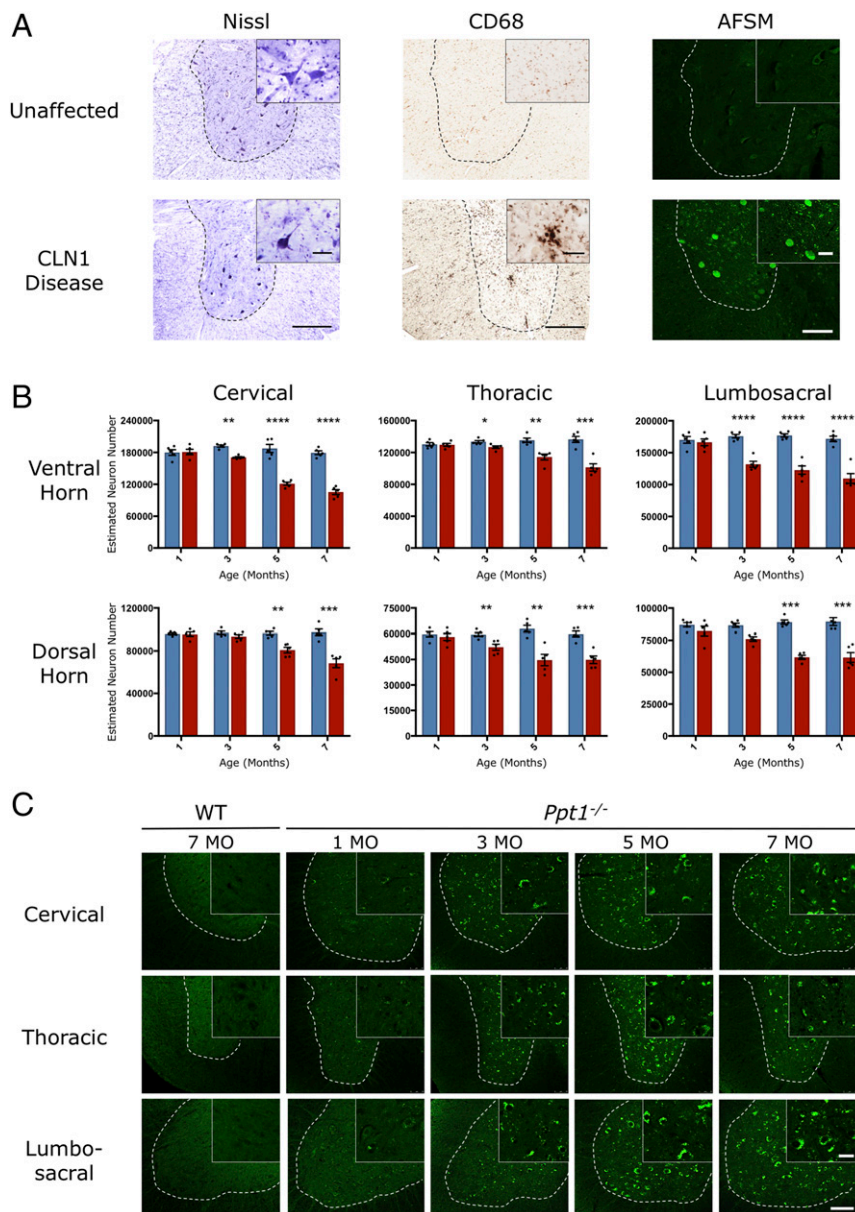 A
Nissl
CD68
AFSM
Unaffected
CLN1
Disease
B
Cervical
Thoracic
Lumbosacral
Ventral
Horn
Estimated Neuron Number
240000
180000
120000
60000
0
** **** ****
1 3 5 7
Age (Months)
160000
120000
80000
40000
0
* ** ***
1 3 5 7
Age (Months)
200000
150000
100000
50000
0
**** **** ****
1 3 5 7
Age (Months)
Dorsal
Horn
Estimated Neuron Number
120000
90000
60000
30000
0
** ***
1 3 5 7
Age (Months)
75000
60000
45000
30000
15000
0
** ** ***
1 3 5 7
Age (Months)
100000
75000
50000
25000
0
*** ***
1 3 5 7
Age (Months)
C
WT
Ppt1-/-
7 MO
1 MO
3 MO
5 MO
7 MO
Cervical
Thoracic
Lumbo-
sacral